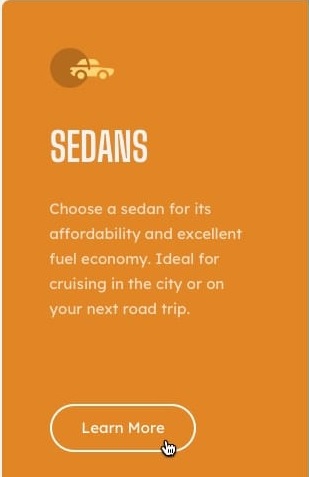 SEDANS
Choose a sedan for its
affordability and excellent
fuel economy. Ideal for
cruising in the city or on
your next road trip.
Learn More